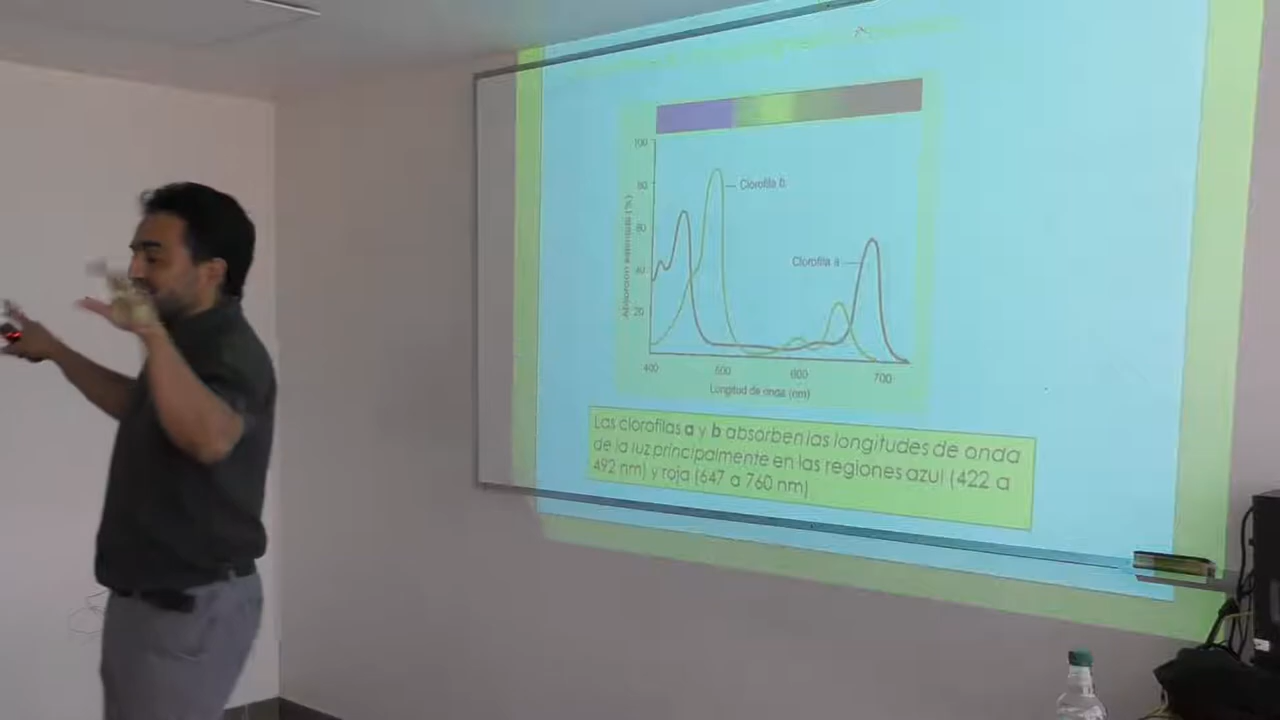 100
80
60
40
20
Clorofila b
Clorofila a
400
500
600
700
Longitud de onda (nm)
Las clorofilas a y b absorben las longitudes de onda
de la luz principalmente en las regiones azul (422 a
492 nm) y roja (647 a 760 nm)